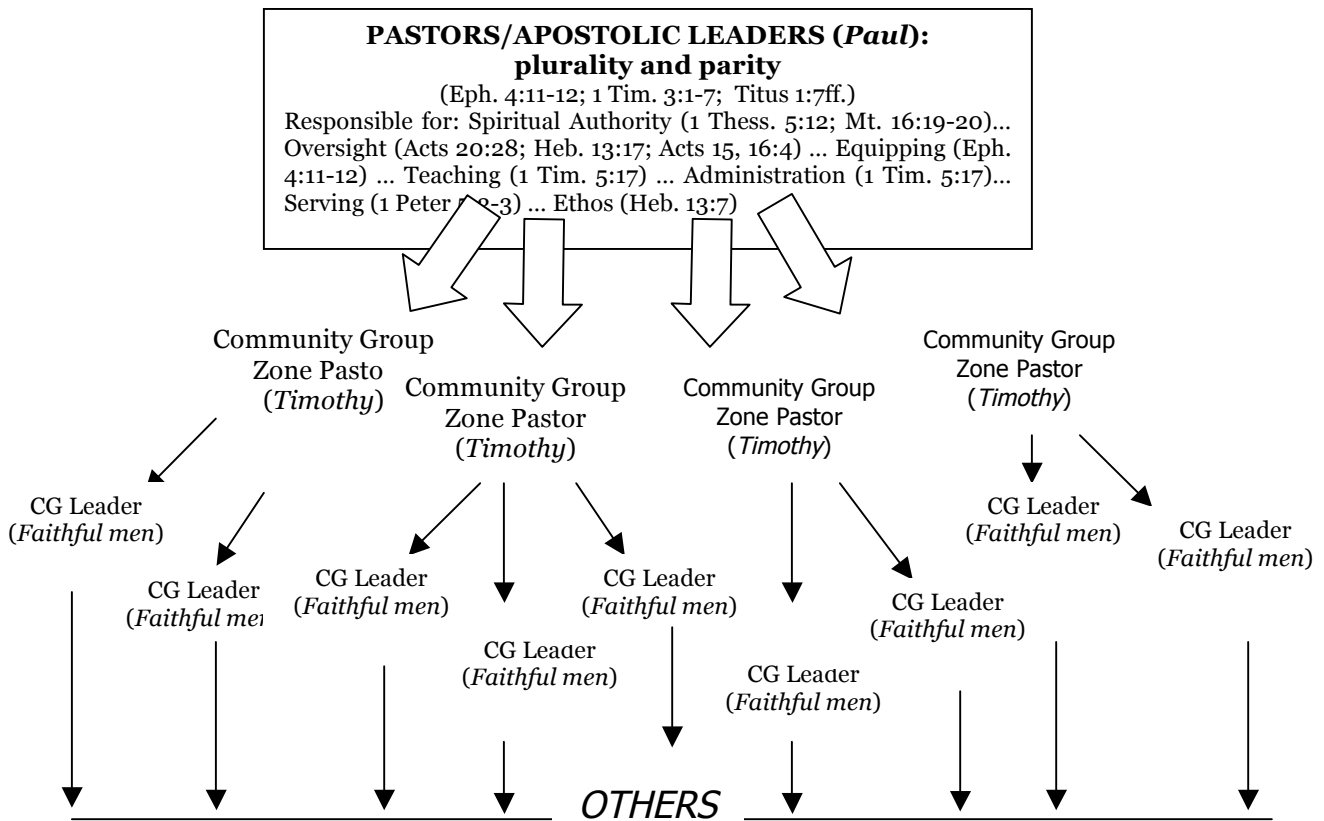 PASTORS/APOSTOLIC LEADERS (Paul):
plurality and parity
(Eph. 4:11-12; 1 Tim. 3:1-7; Titus 1:7ff.)
Responsible for: Spiritual Authority (1 Thess. 5:12; Mt. 16:19-20)…
Oversight (Acts 20:28; Heb. 13:17; Acts 15, 16:4) … Equipping (Eph.
4:11-12) … Teaching (1 Tim. 5:17) … Administration (1 Tim. 5:17)…
Serving (1 Peter -3) … Ethos (Heb. 13:7)
Community Group
Zone Pasto
(Timothy)
Community Group
Zone Pastor
(Timothy)
Community Group
Zone Pastor
(Timothy)
Community Group
Zone Pastor
(Timothy)
CG Leader
(Faithful men)
CG Leader
(Faithful me
CG Leader
(Faithful men)
CG Leader
(Faithful men)
CG Leader
(Faithful men)
CG Leader
(Faithful men)
CG Leader
(Faithful men)
CG Leader
(Faithful men)
CG Leader
(Faithful men)
OTHERS